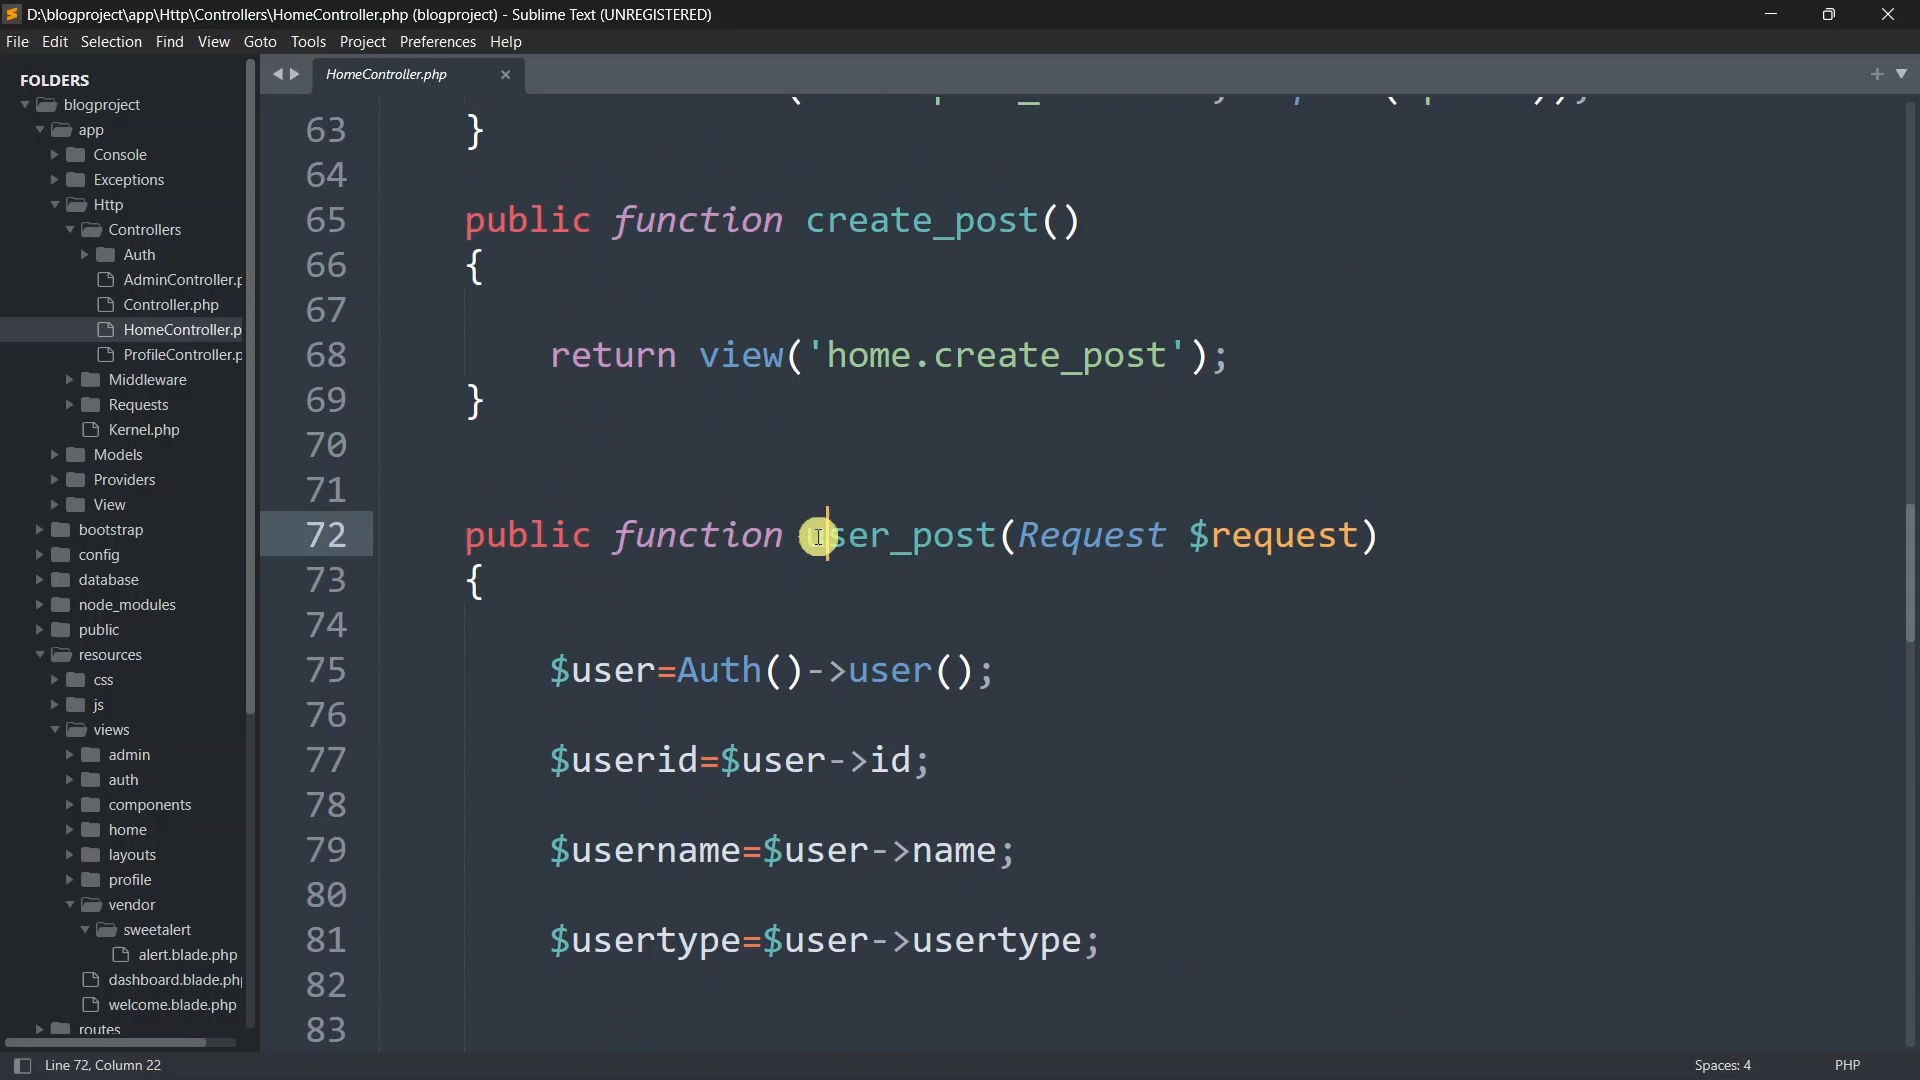 D:\blogproject\app\Http\Controllers\HomeController.php (blogproject) - Sublime Text (UNREGISTERED)
File Edit Selection Find View Goto Tools Project Preferences Help
FOLDERS
blogproject
app
Console
Exceptions
Http
Controllers
Auth
AdminController.p
Controller.php
HomeController.p
ProfileController.p
Middleware
Requests
Kernel.php
Models
Providers
View
bootstrap
config
database
node_modules
public
resources
css
js
views
admin
auth
components
home
layouts
profile
vendor
sweetalert
alert.blade.php
dashboard.blade.ph
welcome.blade.php
routes
HomeController.php
63 }
64
65 public function create_post()
66 {
67
68 return view('home.create_post');
69 }
70
71
72 public function user_post(Request $request)
73 {
74
75 $user=Auth()->user();
76
77 $userid=$user->id;
78
79 $username=$user->name;
80
81 $usertype=$user->usertype;
82
83
Line 72, Column 22
Spaces: 4
PHP